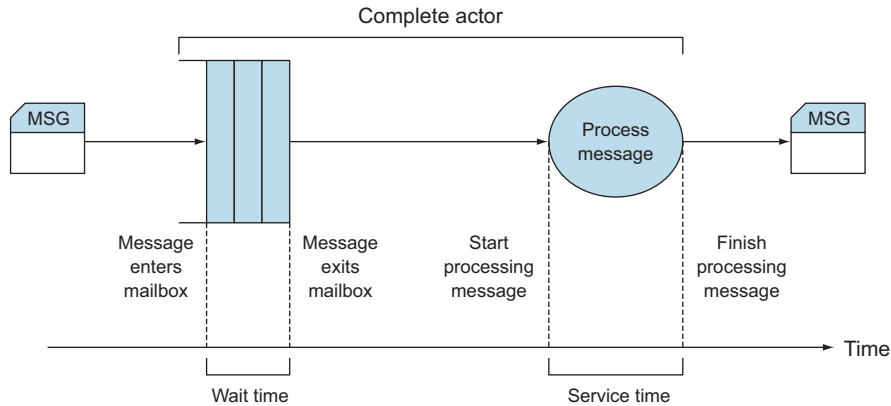 Complete actor
MSG
Process
message
MSG
Message
enters
mailbox
Message
exits
mailbox
Start
processing
message
Finish
processing
message
Time
Wait time
Service time